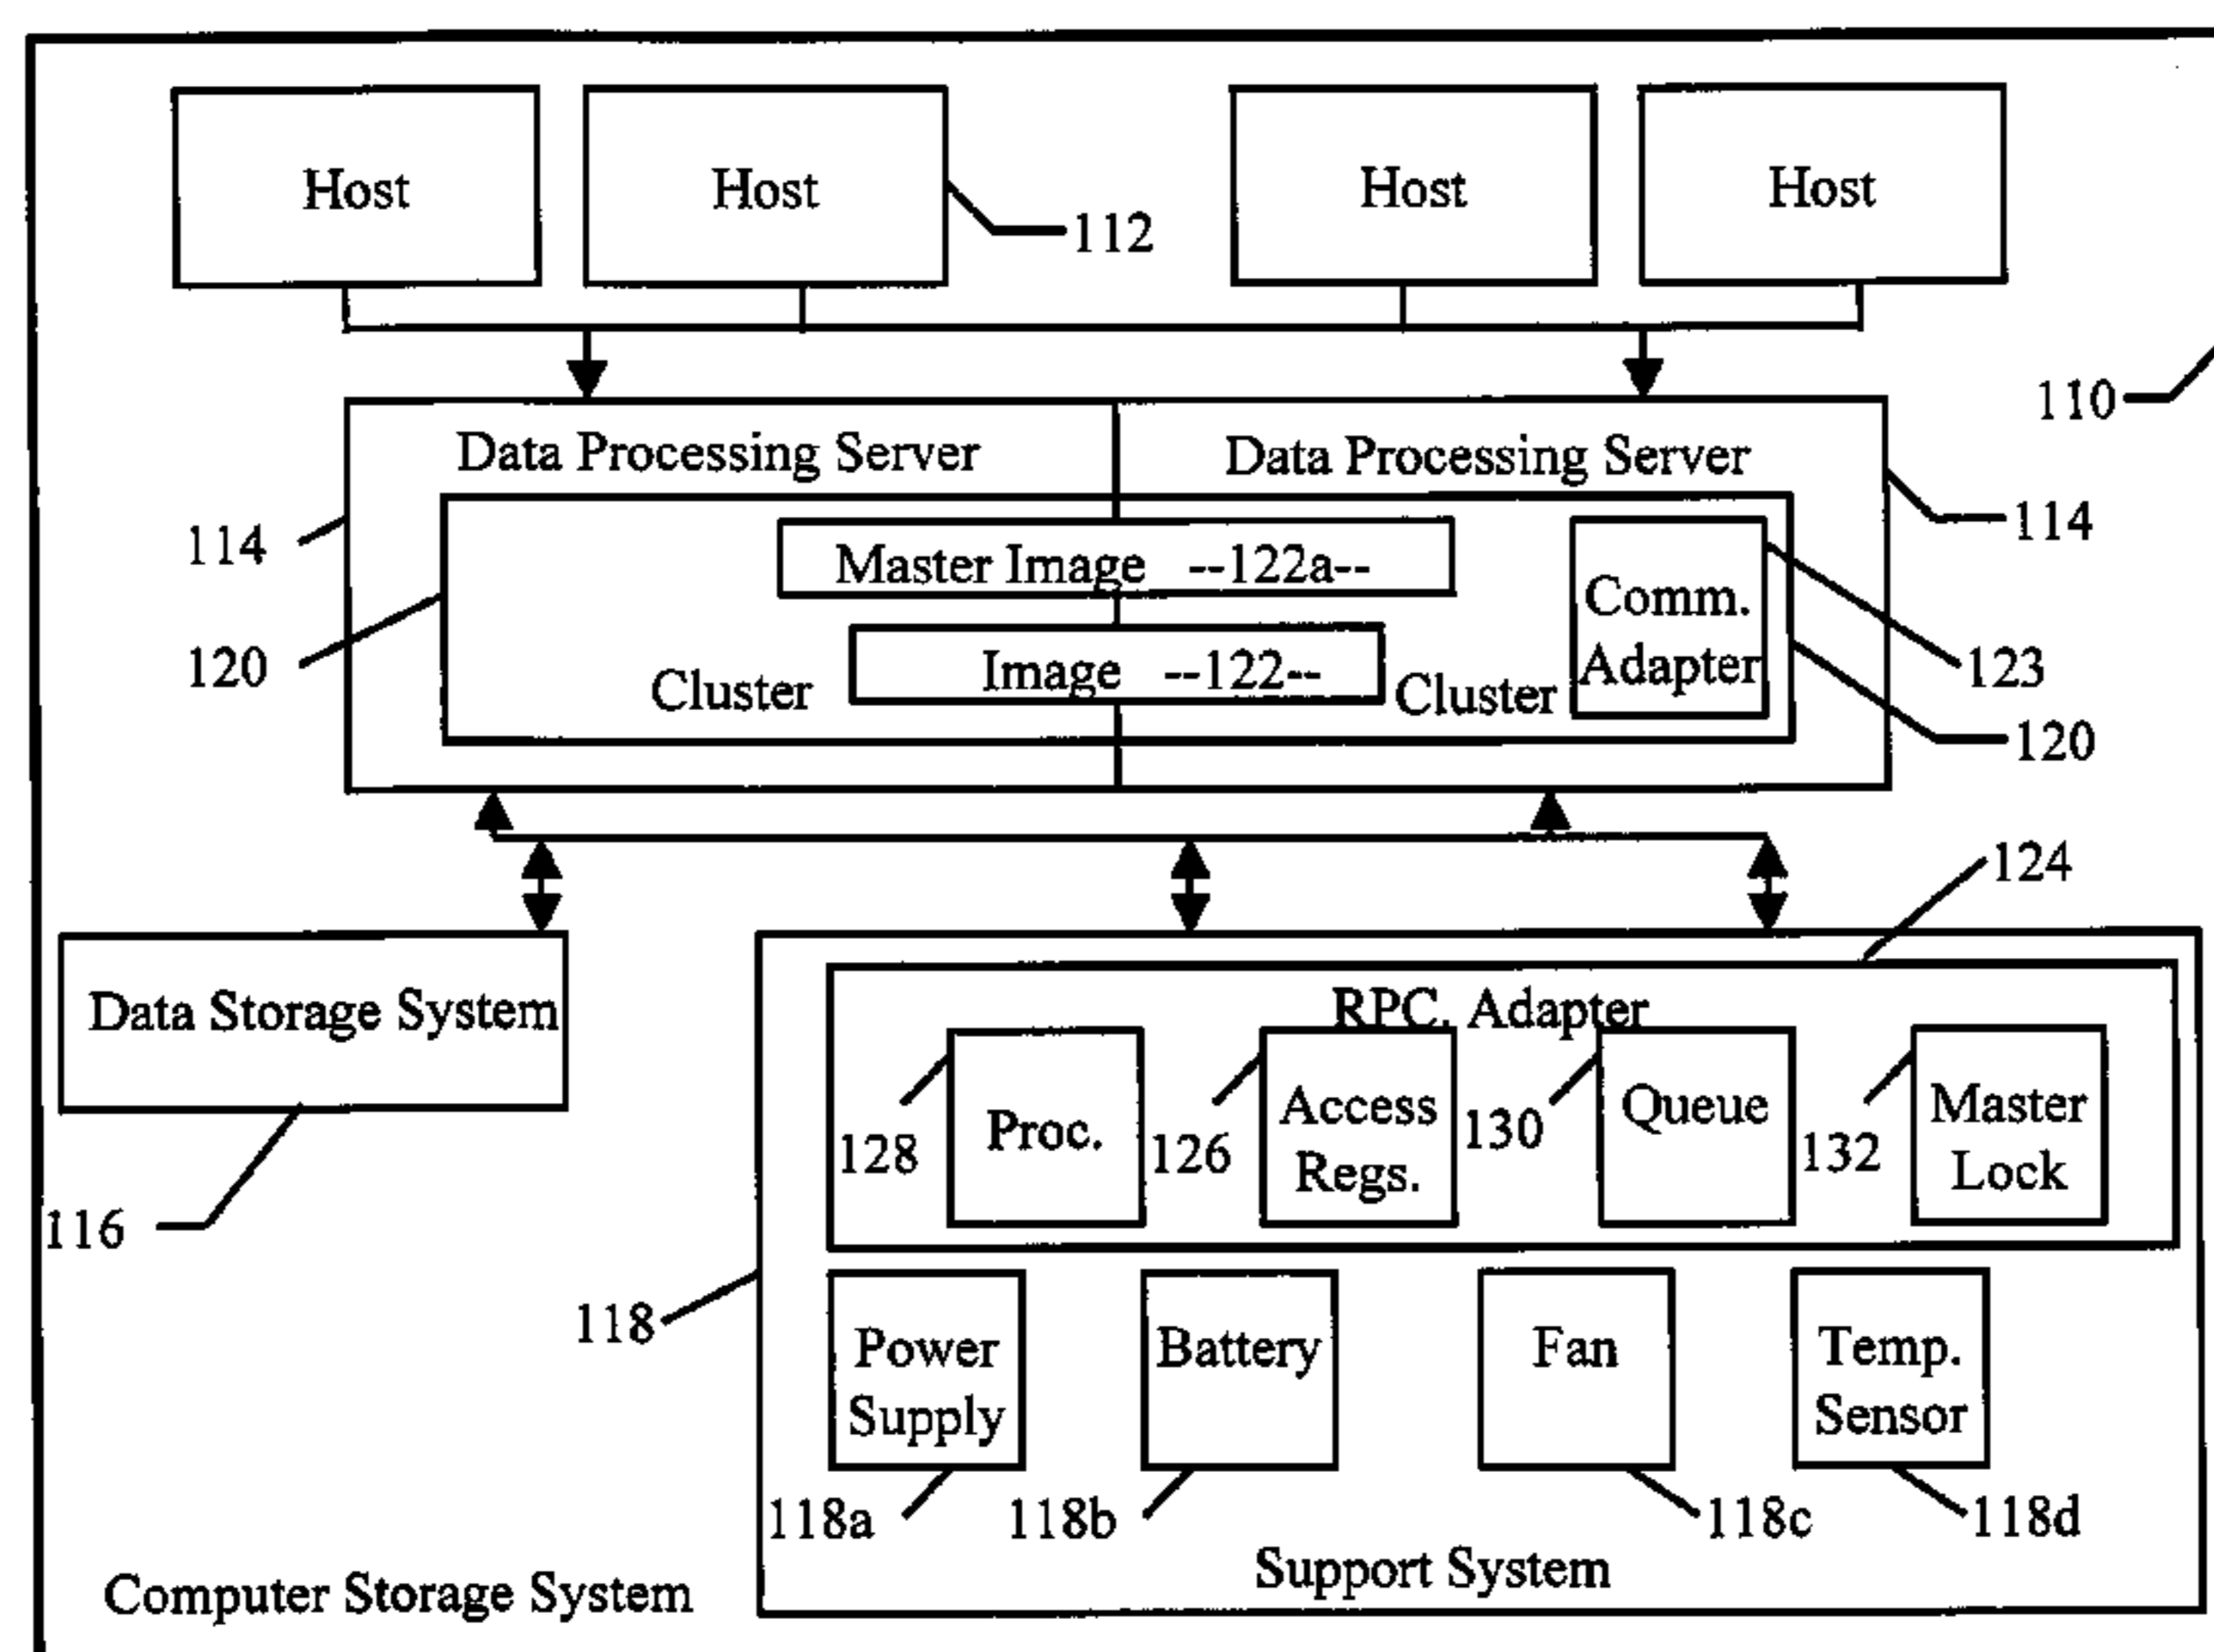 Host
Host
Host
Host
112
110
Data Processing Server
Data Processing Server
114
114
Master Image --122a--
Comm.
Adapter
120
Image --122--
Cluster
Cluster
123
120
124
Data Storage System
RPC. Adapter
128
Proc.
126
Access
Regs.
130
Queue
132
Master
Lock
116
118
Power
Supply
Battery
Fan
Temp.
Sensor
118a
118b
118c
118d
Support System
Computer Storage System